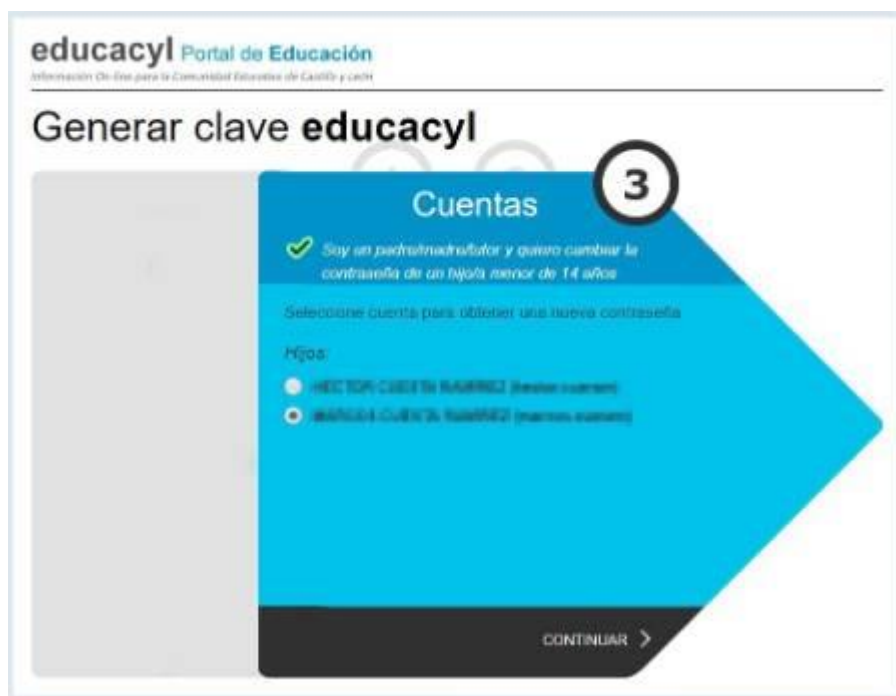 educacyl Portal de Educación
Información On-line para la Comunidad Educativa de Castilla y León
Generar clave educacyl
3
Cuentas
Soy un padre/madre/tutor y quiero cambiar la
contraseña de un hijo/a menor de 14 años
Seleccione cuenta para obtener una nueva contraseña
Hijos:
CONTINUAR